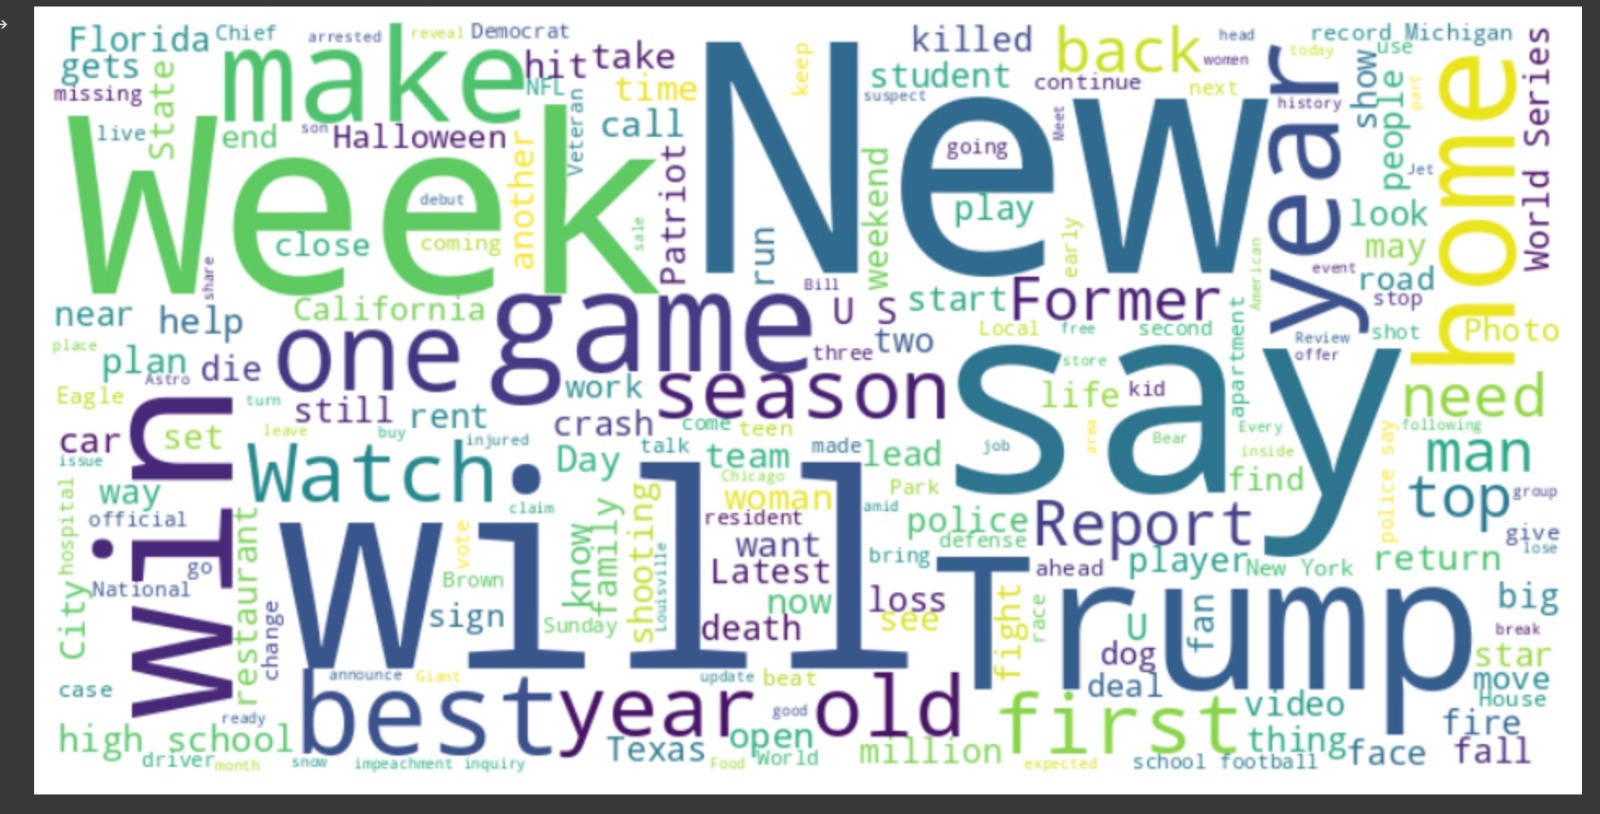 Florida
Chief
arrested
reveal
Democrat
gets
missing
state
make
hit
take
NFL
time
keep
killed
student
suspect
back
head
women
continue
next
record
Michigan
today
use
show
people
part
history
year
home
World Series
live
end
son
Halloween
Veteran
call
another
Week
New
going
Meet
Jet
debut
close
coming
sale
Patriot
run
weekend
play
early
American
look
may
event
road
share
near
help
California
game
Bill
U S
start
Former
stop
Local
free
second
apartment
Review
shot
Photo
place
plan
Astro
die
one
three
two
offer
store
Eagle
turn
still
rent
work
season
say
life
kid
need
car
set
leave
buy
injured
crash
come
teen
area
Bear
Every
following
issue
win
Watch
Day
talk
team
made
lead
job
inside
police say
man
hospital
way
official
claim
Chicago
woman
Park
find
top
group
restaurant
vote
know
family
shooting
resident
amid
police
defense
Report
give
lose
go
National
Will
Louisville
want
bring
ahead
player
New York
return
City
change
Brown
sign
Latest
now
loss
see
Trump
fight
race
U
fan
big
Sunday
death
dog
break
star
case
announce
Giant
update
beat
deal
move
House
ready
best
year old
good
first
video
fire
high school
open
thing
driver
month
snow
impeachment inquiry
Texas
Food
World
million
expected
school football
face
fall